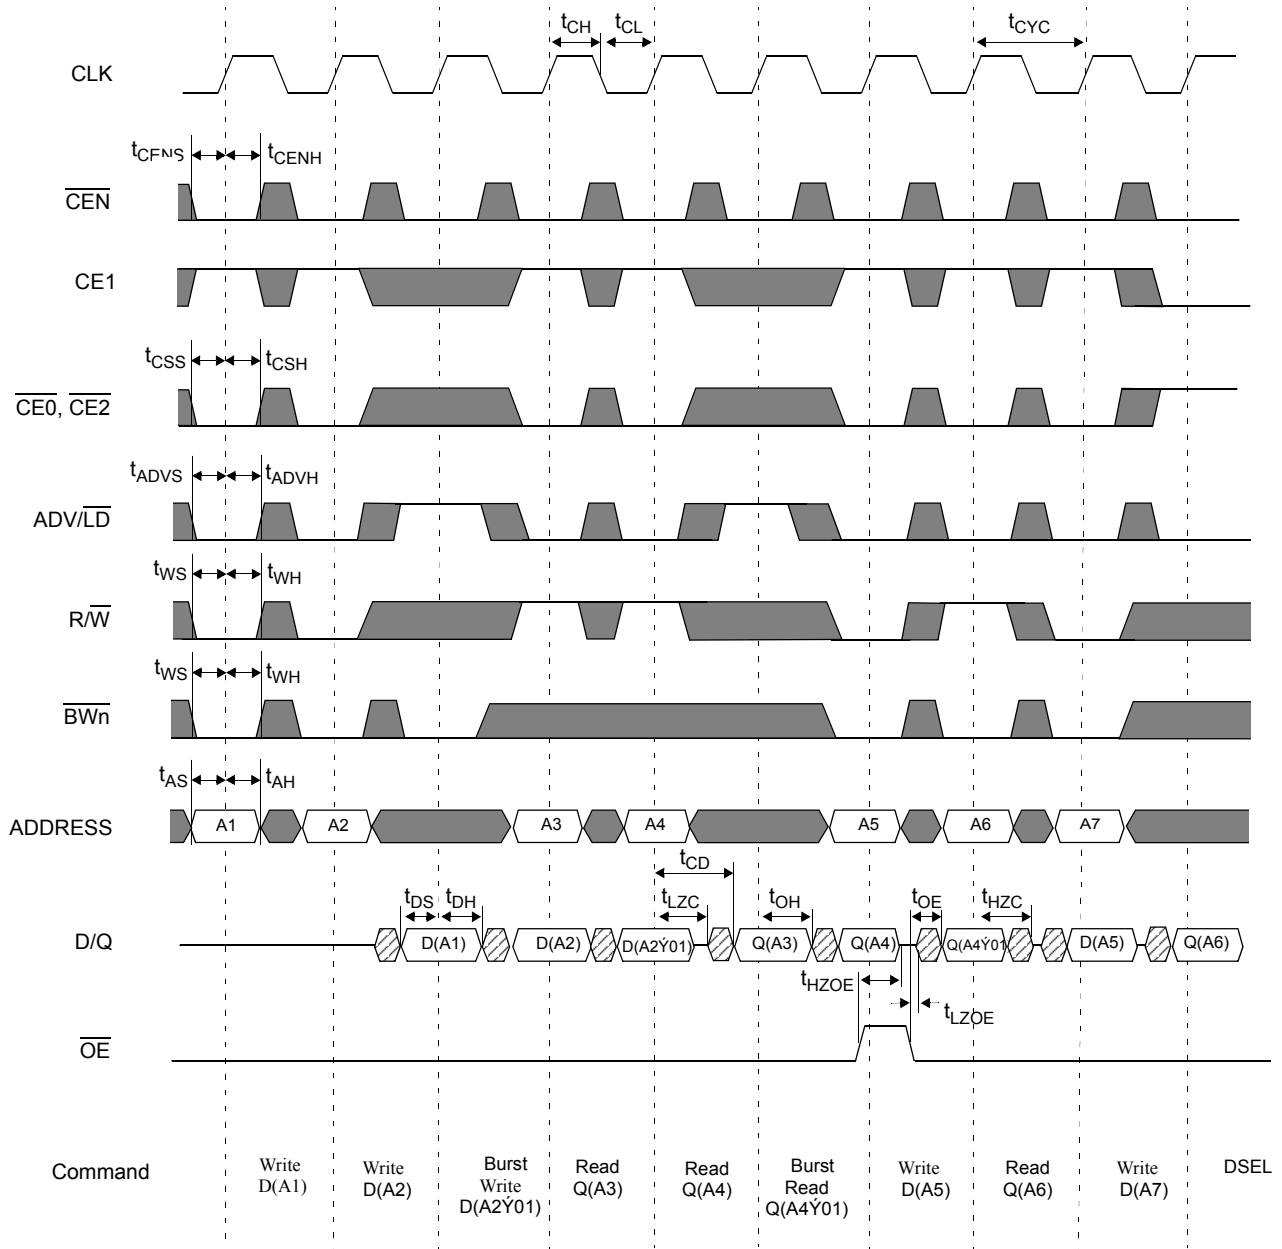 tCH tCL tCYC
CLK
tCENS tCENH
CEN
CE1
tCSS tCSH
CE0, CE2
tADVS tADVH
ADV/LD
tWS tWH
R/W
tWS tWH
BWn
tAS tAH
ADDRESS A1 A2 A3 A4 A5 A6 A7
tCD
tDS tDH tLZC tOH tOE tHZC
D/Q D(A1) D(A2) D(A2Ý01) Q(A3) Q(A4) Q(A4Ý01 D(A5) Q(A6)
tHZOE
tLZOE
OE
Command
Write
D(A1)
Write
D(A2)
Burst
Write
D(A2Ý01)
Read
Q(A3)
Read
Q(A4)
Burst
Read
Q(A4Ý01)
Write
D(A5)
Read
Q(A6)
Write
D(A7)
DSEL